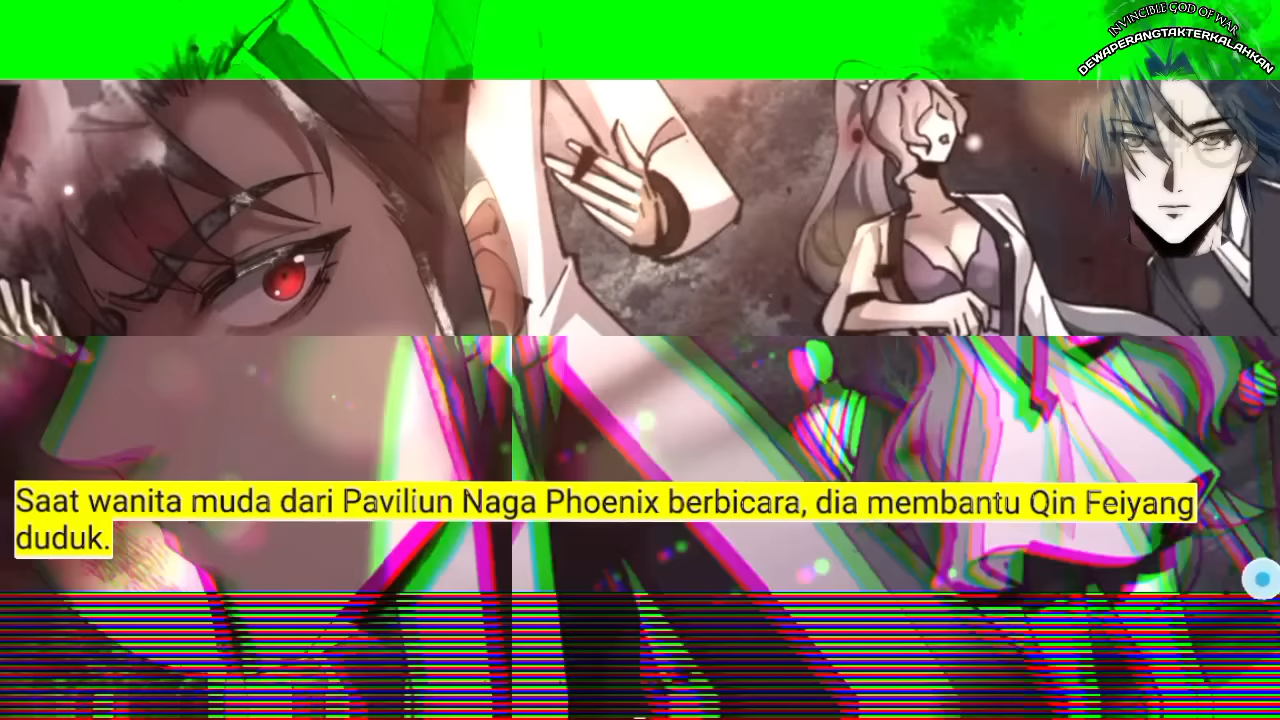 INVINCIBLE GOD OF WAR
DEWAPERANGTAKTERKALAHKAN
Saat wanita muda dari Paviliun Naga Phoenix berbicara, dia membantu Qin Feiyang
duduk.